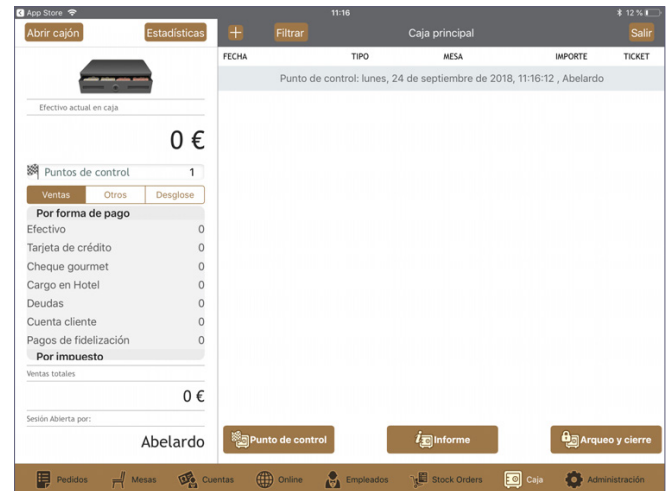 App Store
11:16
12 %
Abrir cajón
Estadísticas
+
Filtrar
Caja principal
Salir
FECHA TIPO MESA IMPORTE TICKET
Punto de control: lunes, 24 de septiembre de 2018, 11:16:12 , Abelardo
Efectivo actual en caja
0 €
Puntos de control 1
Ventas Otros Desglose
Por forma de pago
Efectivo 0
Tarjeta de crédito 0
Cheque gourmet 0
Cargo en Hotel 0
Deudas 0
Cuenta cliente 0
Pagos de fidelización 0
Por impuesto
Ventas totales
0 €
Sesión Abierta por:
Abelardo
Punto de control
Informe
Arqueo y cierre
Pedidos Mesas Cuentas Online Empleados Stock Orders Caja Administración